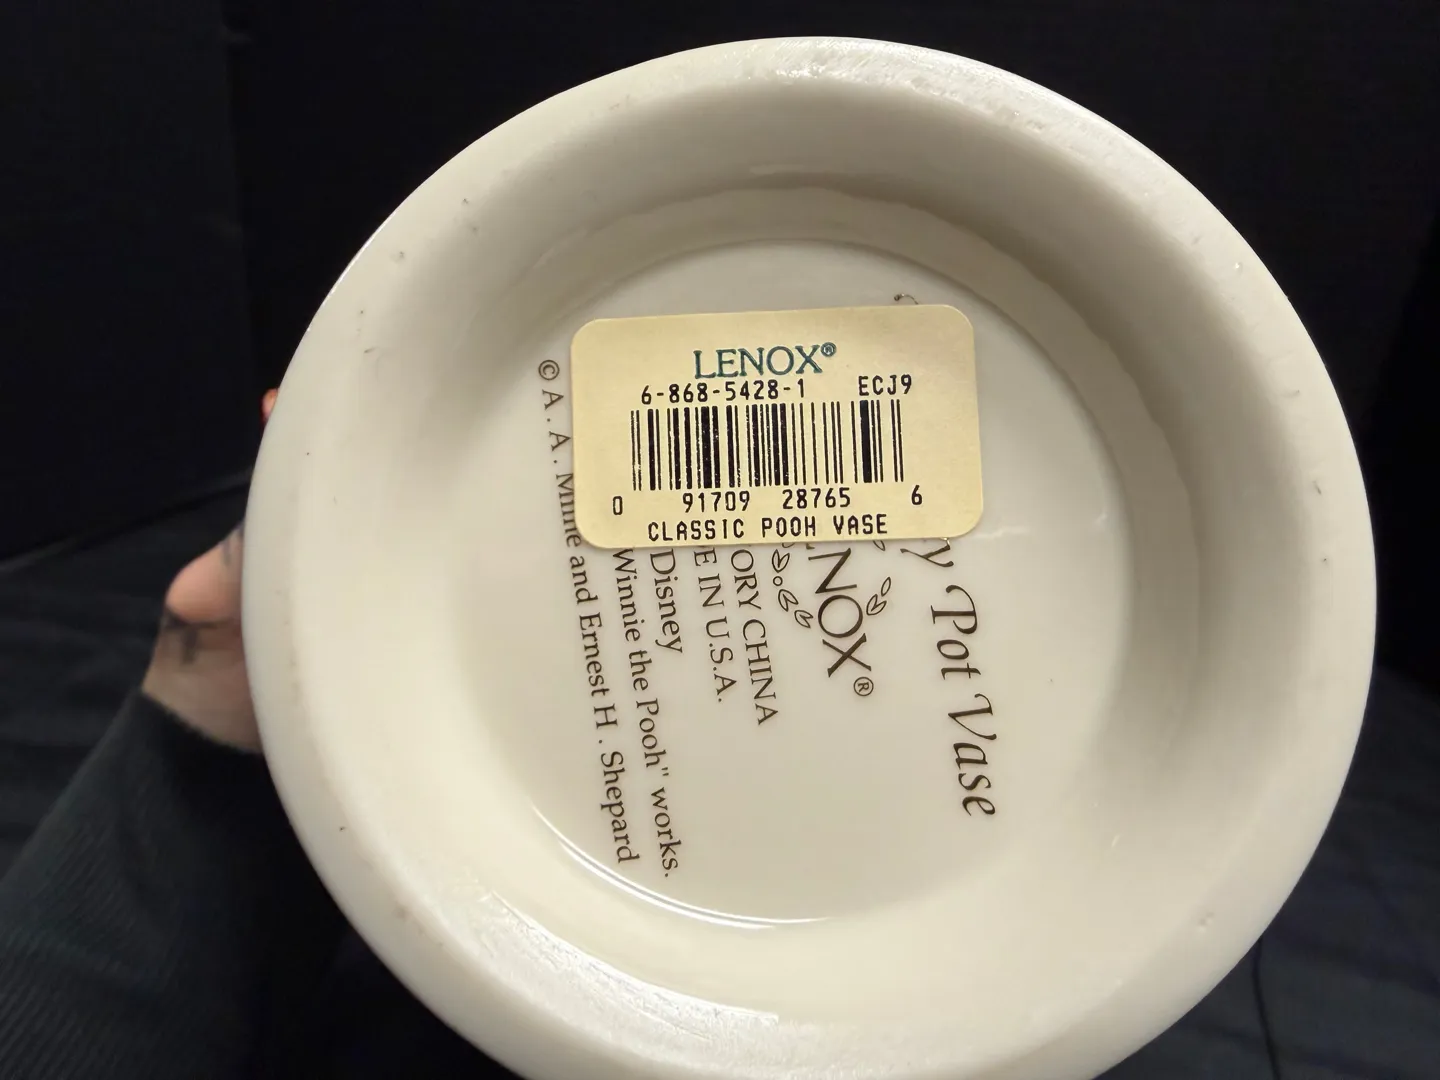 LENOX®
6-868-5428-1 ECJ9
0 91709 28765 6
CLASSIC POOH VASE
y Pot Vase
ENOX®
ORY CHINA
E IN U.S.A.
Disney
Winnie the Pooh" works.
© A. A. Milne and Ernest H. Shepard